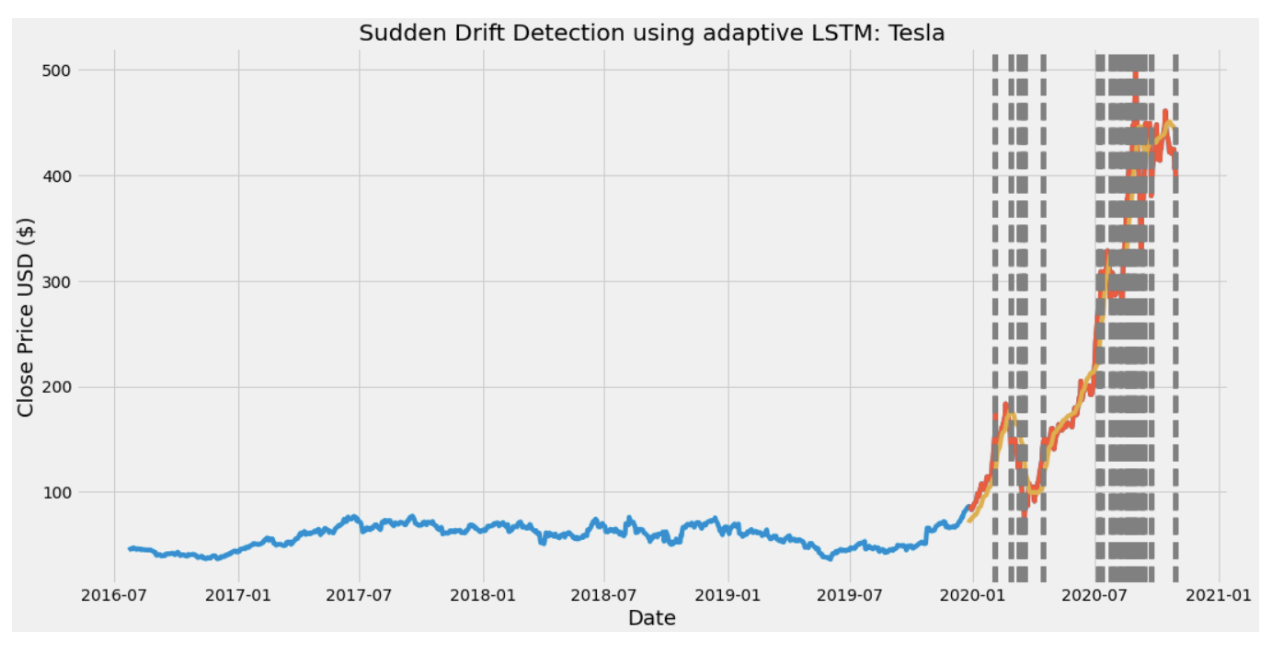 Sudden Drift Detection using adaptive LSTM: Tesla
500
400
300
200
100
Close Price USD ($)
2016-07 2017-01 2017-07 2018-01 2018-07 2019-01 2019-07 2020-01 2020-07 2021-01
Date